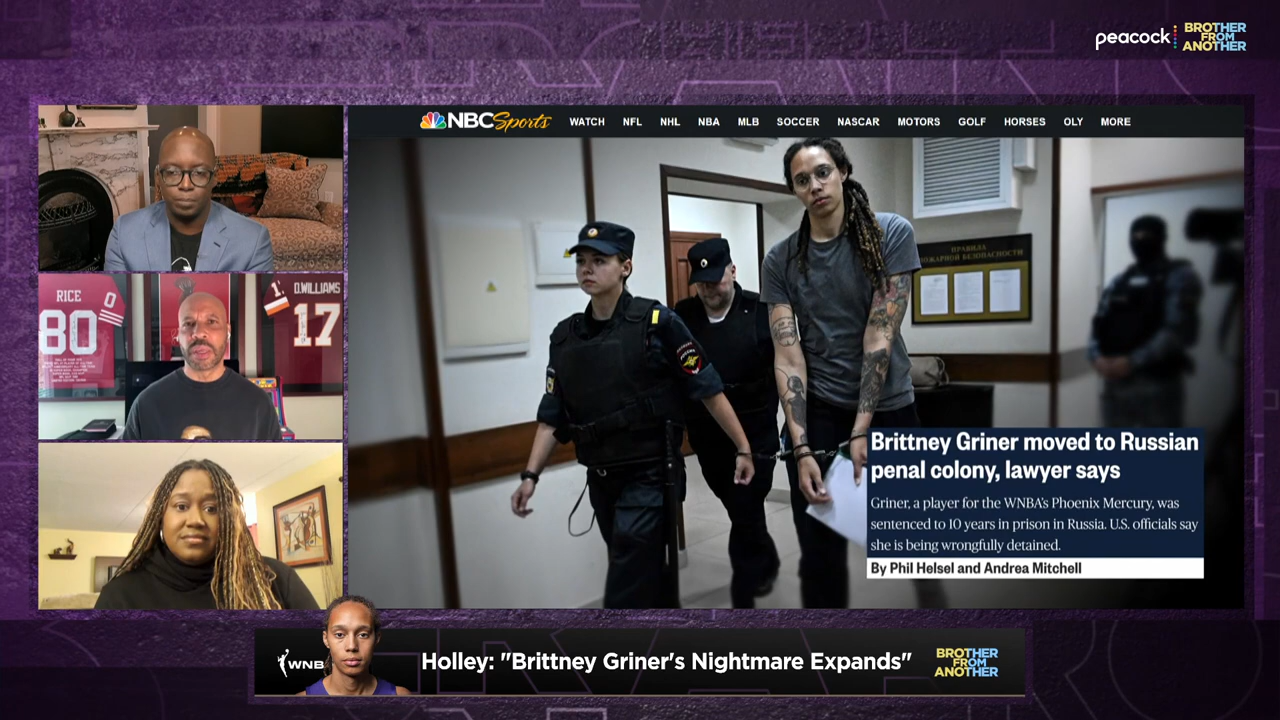 peacock
BROTHER
FROM
ANOTHER
NBC Sports
WATCH NFL NHL NBA MLB SOCCER NASCAR MOTORS GOLF HORSES OLY MORE
RICE
80
D.WILLIAMS
17
ПРАВИЛА
ПОЖАРНОЙ БЕЗОПАСНОСТИ
Brittney Griner moved to Russian
penal colony, lawyer says
Griner, a player for the WNBA's Phoenix Mercury, was
sentenced to 10 years in prison in Russia. U.S. officials say
she is being wrongfully detained.
By Phil Helsel and Andrea Mitchell
WNB
Holley: "Brittney Griner's Nightmare Expands"
BROTHER
FROM
ANOTHER